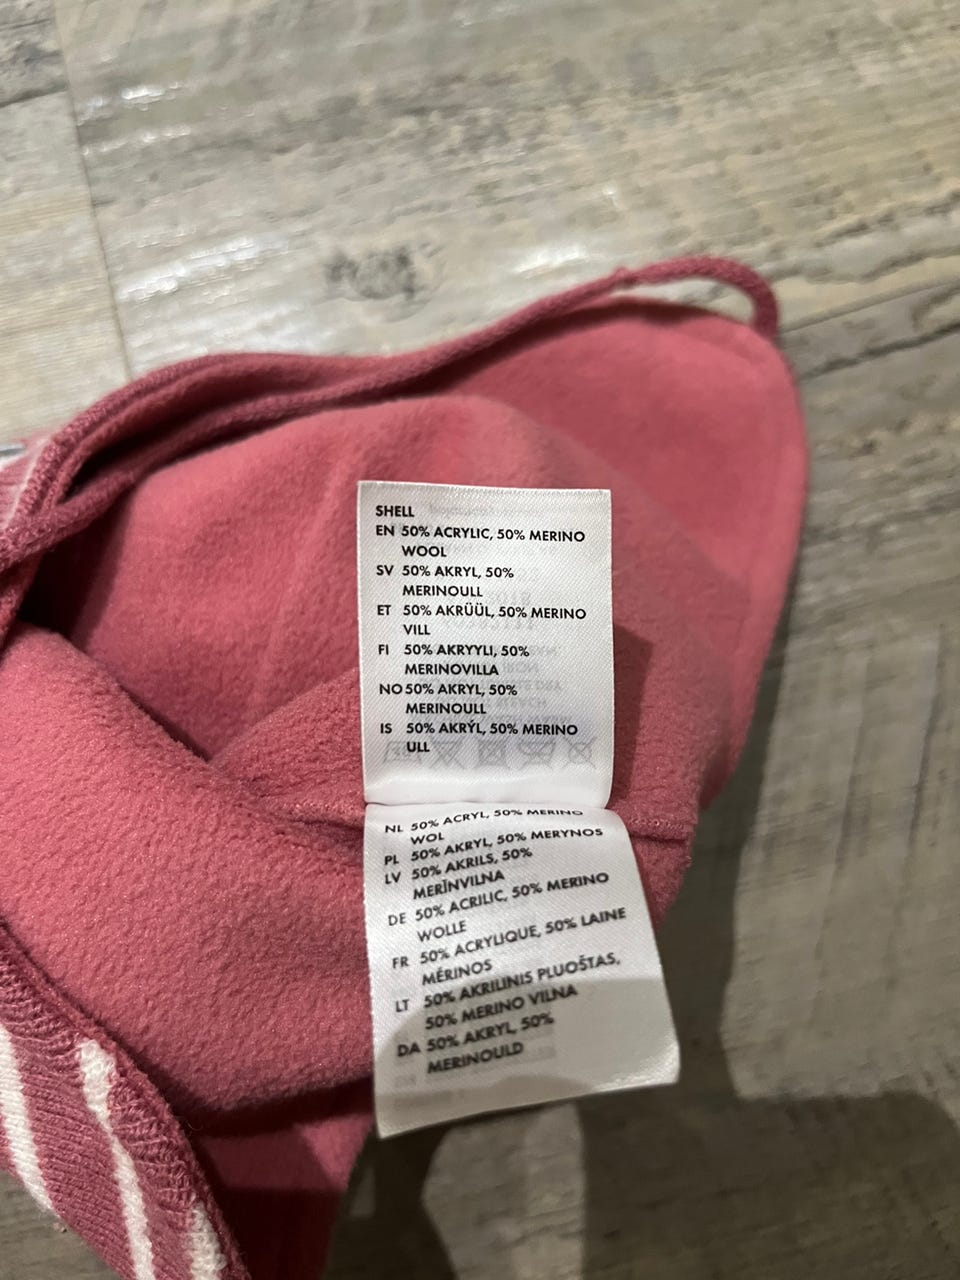 SHELL
EN 50% ACRYLIC, 50% MERINO
WOOL
SV 50% AKRYL, 50%
MERINOULL
ET 50% AKRÜÜL, 50% MERINO
VILL
FI 50% AKRYYLI, 50%
MERINOVILLA
NO 50% AKRYL, 50%
MERINOULL
IS 50% AKRÝL, 50% MERINO
ULL
NL 50% ACRYL, 50% MERINO
WOL
PL 50% AKRYL, 50% MERYNOS
LV 50% AKRILS, 50%
MERĪNVILNA
DE 50% ACRILIC, 50% MERINO
WOLLE
FR 50% ACRYLIQUE, 50% LAINE
MÉRINOS
LT 50% AKRILINIS PLUOŠTAS,
50% MERINO VILNA
DA 50% AKRYL, 50%
MERINOULD